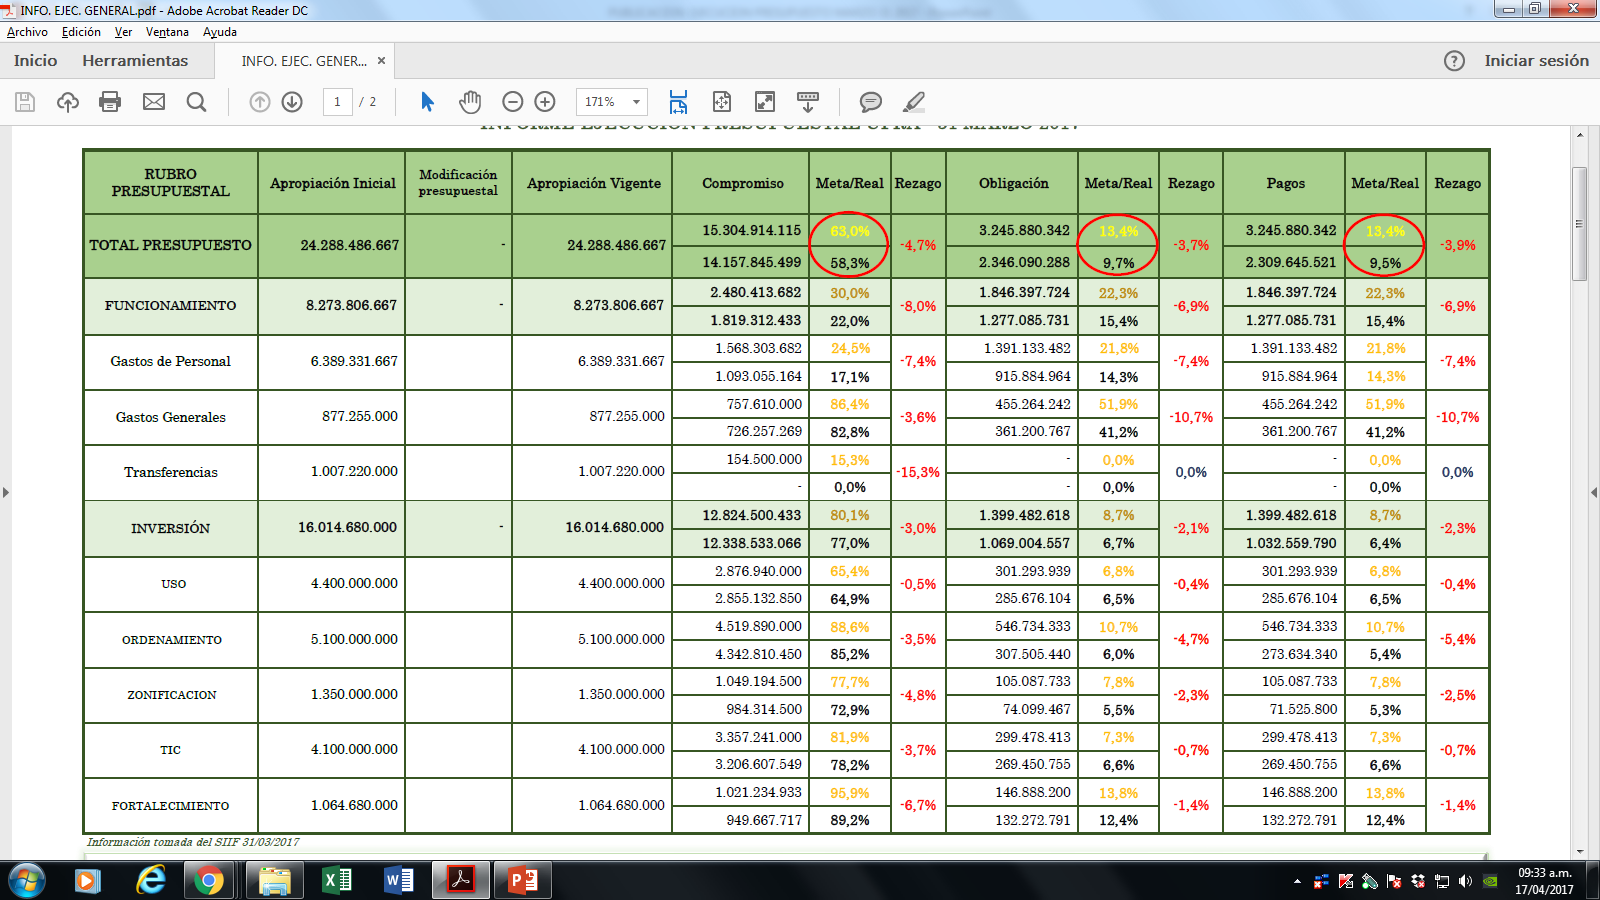 INFO. EJEC. GENERAL.pdf - Adobe Acrobat Reader DC
Archivo Edición Ver Ventana Ayuda
Inicio Herramientas INFO. EJEC. GENER... × ? Iniciar sesión
1 / 2 171%
INFORME EJECUCIÓN PRESUPUESTAL UPRA - 31 MARZO 2017
RUBRO PRESUPUESTAL Apropiación Inicial Modificación presupuestal Apropiación Vigente Compromiso Meta/Real Rezago Obligación Meta/Real Rezago Pagos Meta/Real Rezago
TOTAL PRESUPUESTO 24.288.486.667 - 24.288.486.667 15.304.914.115 63,0% -4,7% 3.245.880.342 13,4% -3,7% 3.245.880.342 13,4% -3,9%
14.157.845.499 58,3% 2.346.090.288 9,7% 2.309.645.521 9,5%
FUNCIONAMIENTO 8.273.806.667 - 8.273.806.667 2.480.413.682 30,0% -8,0% 1.846.397.724 22,3% -6,9% 1.846.397.724 22,3% -6,9%
1.819.312.433 22,0% 1.277.085.731 15,4% 1.277.085.731 15,4%
Gastos de Personal 6.389.331.667 6.389.331.667 1.568.303.682 24,5% -7,4% 1.391.133.482 21,8% -7,4% 1.391.133.482 21,8% -7,4%
1.093.055.164 17,1% 915.884.964 14,3% 915.884.964 14,3%
Gastos Generales 877.255.000 877.255.000 757.610.000 86,4% -3,6% 455.264.242 51,9% -10,7% 455.264.242 51,9% -10,7%
726.257.269 82,8% 361.200.767 41,2% 361.200.767 41,2%
Transferencias 1.007.220.000 1.007.220.000 154.500.000 15,3% -15,3% - 0,0% 0,0% - 0,0% 0,0%
- 0,0% - 0,0% - 0,0%
INVERSIÓN 16.014.680.000 - 16.014.680.000 12.824.500.433 80,1% -3,0% 1.399.482.618 8,7% -2,1% 1.399.482.618 8,7% -2,3%
12.338.533.066 77,0% 1.069.004.557 6,7% 1.032.559.790 6,4%
USO 4.400.000.000 4.400.000.000 2.876.940.000 65,4% -0,5% 301.293.939 6,8% -0,4% 301.293.939 6,8% -0,4%
2.855.132.850 64,9% 285.676.104 6,5% 285.676.104 6,5%
ORDENAMIENTO 5.100.000.000 5.100.000.000 4.519.890.000 88,6% -3,5% 546.734.333 10,7% -4,7% 546.734.333 10,7% -5,4%
4.342.810.450 85,2% 307.505.440 6,0% 273.634.340 5,4%
ZONIFICACION 1.350.000.000 1.350.000.000 1.049.194.500 77,7% -4,8% 105.087.733 7,8% -2,3% 105.087.733 7,8% -2,5%
984.314.500 72,9% 74.099.467 5,5% 71.525.800 5,3%
TIC 4.100.000.000 4.100.000.000 3.357.241.000 81,9% -3,7% 299.478.413 7,3% -0,7% 299.478.413 7,3% -0,7%
3.206.607.549 78,2% 269.450.755 6,6% 269.450.755 6,6%
FORTALECIMIENTO 1.064.680.000 1.064.680.000 1.021.234.933 95,9% -6,7% 146.888.200 13,8% -1,4% 146.888.200 13,8% -1,4%
949.667.717 89,2% 132.272.791 12,4% 132.272.791 12,4%
Información tomada del SIIF 31/03/2017
09:33 a.m.
17/04/2017